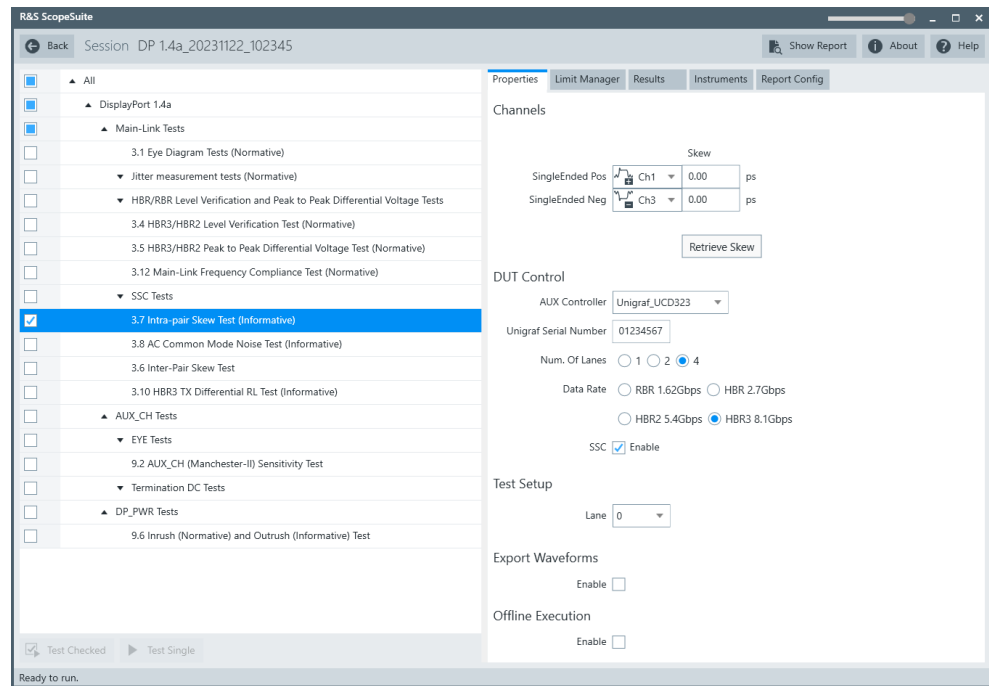 R&S ScopeSuite
Back Session DP 1.4a_20231122_102345 Show Report About Help
All
DisplayPort 1.4a
Main-Link Tests
3.1 Eye Diagram Tests (Normative)
Jitter measurement tests (Normative)
HBR/RBR Level Verification and Peak to Peak Differential Voltage Tests
3.4 HBR3/HBR2 Level Verification Test (Normative)
3.5 HBR3/HBR2 Peak to Peak Differential Voltage Test (Normative)
3.12 Main-Link Frequency Compliance Test (Normative)
SSC Tests
3.7 Intra-pair Skew Test (Informative)
3.8 AC Common Mode Noise Test (Informative)
3.6 Inter-Pair Skew Test
3.10 HBR3 TX Differential RL Test (Informative)
AUX_CH Tests
EYE Tests
9.2 AUX_CH (Manchester-II) Sensitivity Test
Termination DC Tests
DP_PWR Tests
9.6 Inrush (Normative) and Outrush (Informative) Test
Test Checked Test Single
Properties Limit Manager Results Instruments Report Config
Channels
Skew
SingleEnded Pos Ch1 0.00 ps
SingleEnded Neg Ch3 0.00 ps
Retrieve Skew
DUT Control
AUX Controller Unigraf_UCD323
Unigraf Serial Number 01234567
Num. Of Lanes 1 2 4
Data Rate RBR 1.62Gbps HBR 2.7Gbps
HBR2 5.4Gbps HBR3 8.1Gbps
SSC Enable
Test Setup
Lane 0
Export Waveforms
Enable
Offline Execution
Enable
Ready to run.